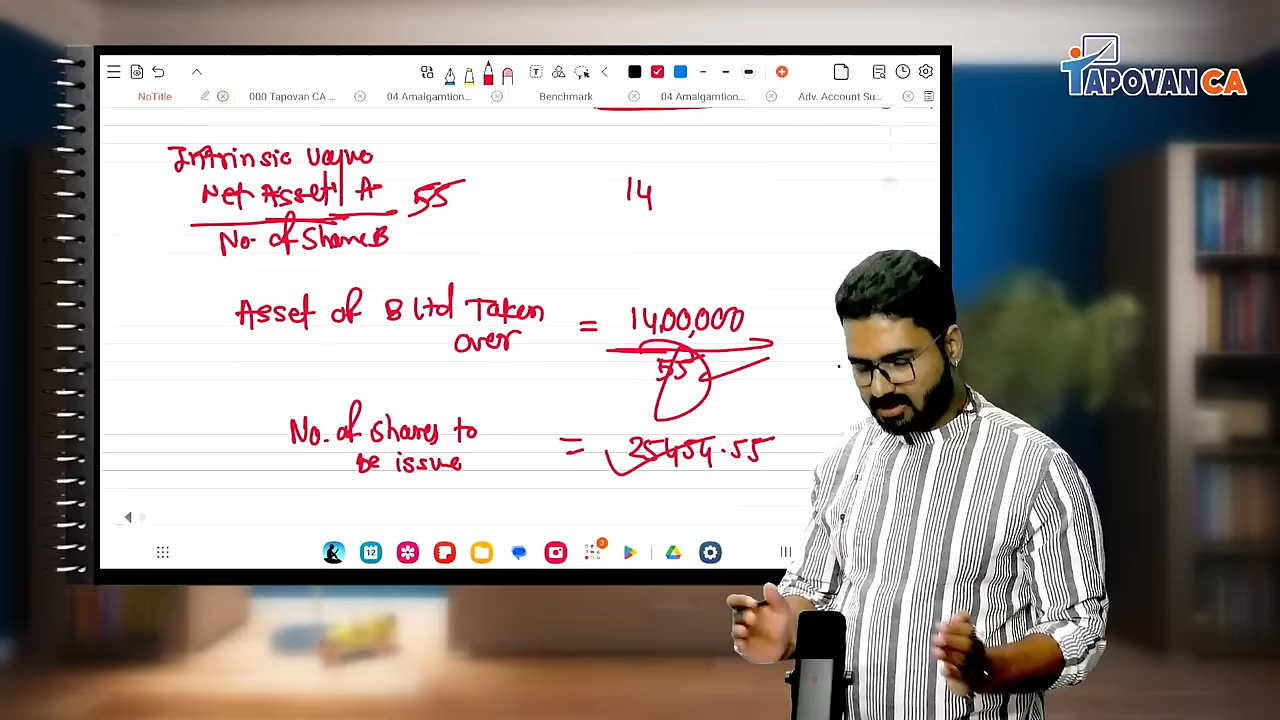 TAPOVAN CA
NoTitle
000 Tapovan CA ...
04 Amalgamtion...
Benchmark
04 Amalgamtion...
Adv. Account Su...
Intrinsic Value
Net Asset A 55 14
No. of Share B
Asset of B Ltd Taken over = 14,00,000
55
No. of shares to be issue = 25454.55
12
3